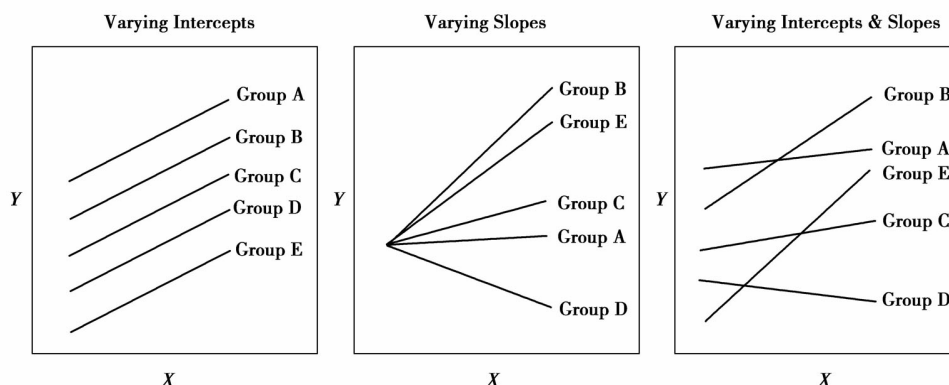 Varying Intercepts
Varying Slopes
Varying Intercepts & Slopes
Group A
Group B
Group C
Group D
Group E
Y
X
Group B
Group E
Group C
Group A
Group D
Y
X
Group B
Group A
Group E
Group C
Group D
Y
X